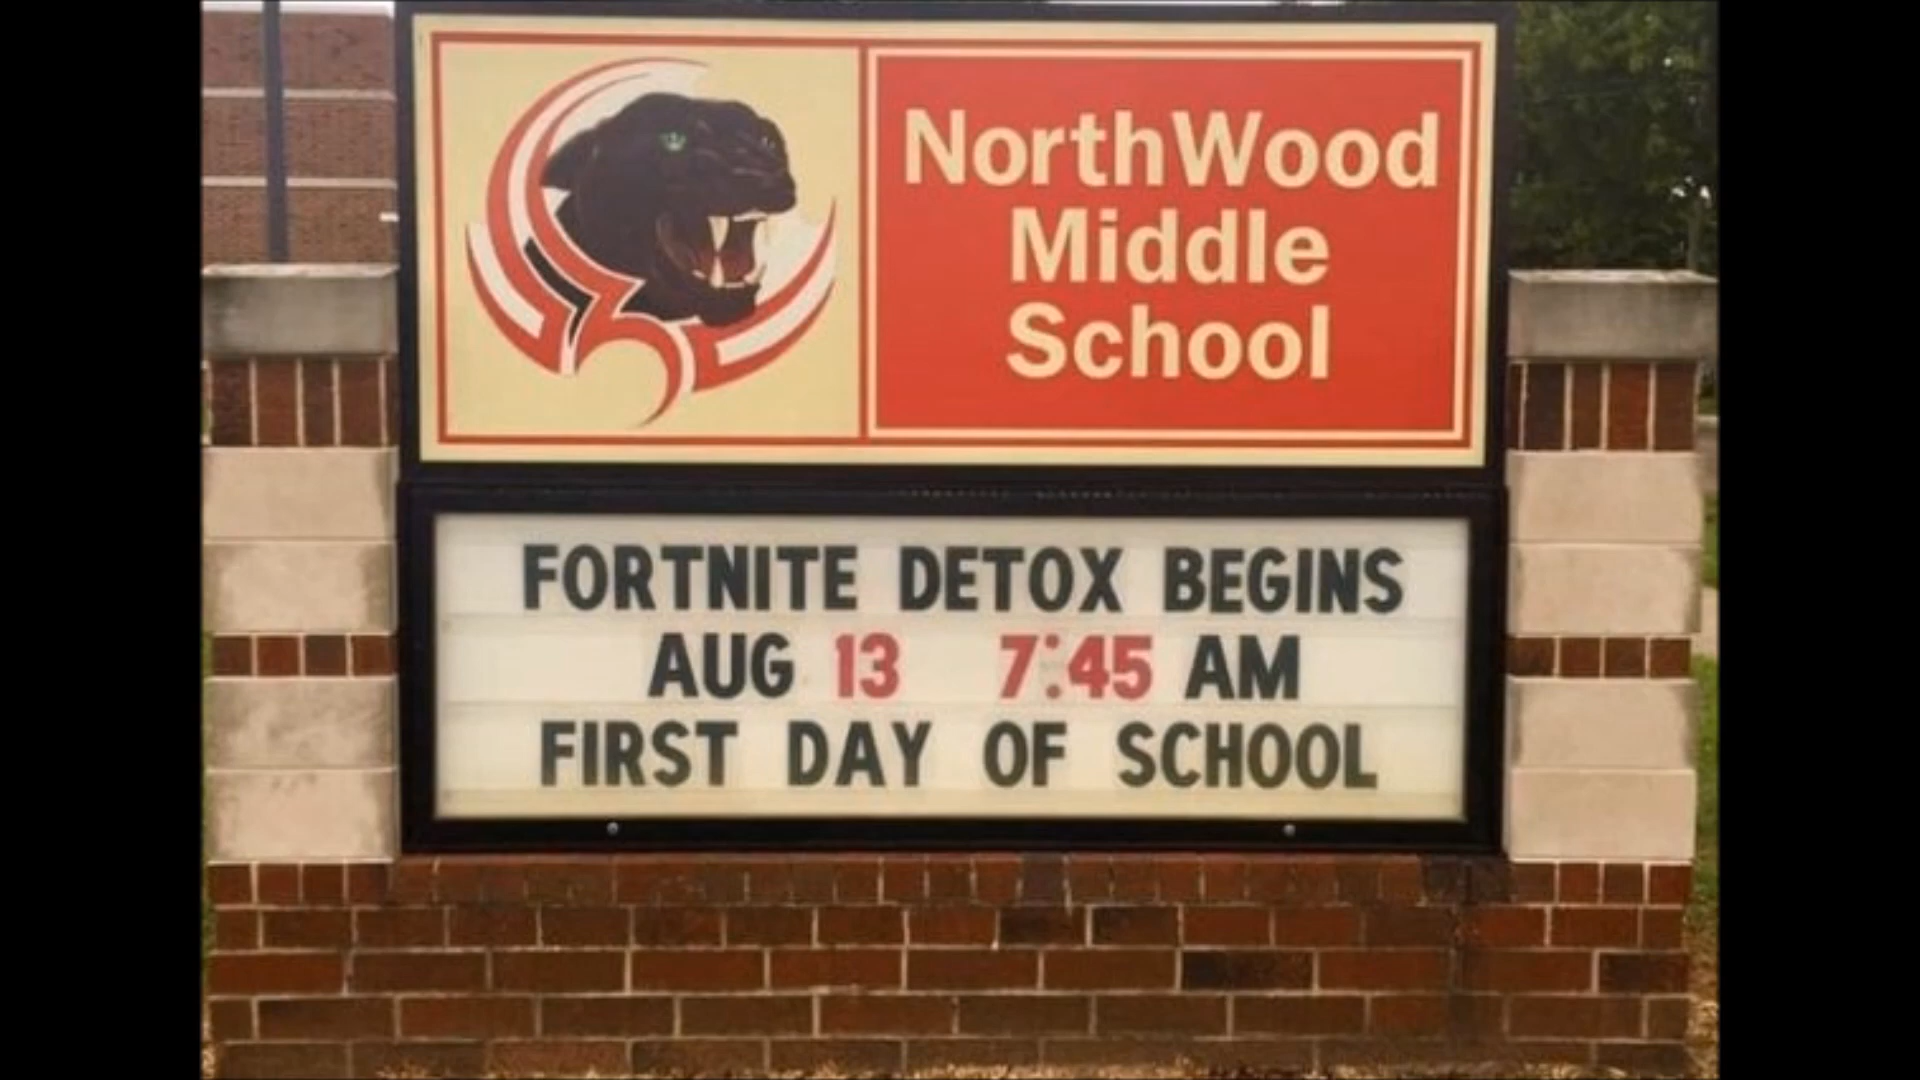 NorthWood
Middle
School
FORTNITE DETOX BEGINS
AUG 13 7:45 AM
FIRST DAY OF SCHOOL